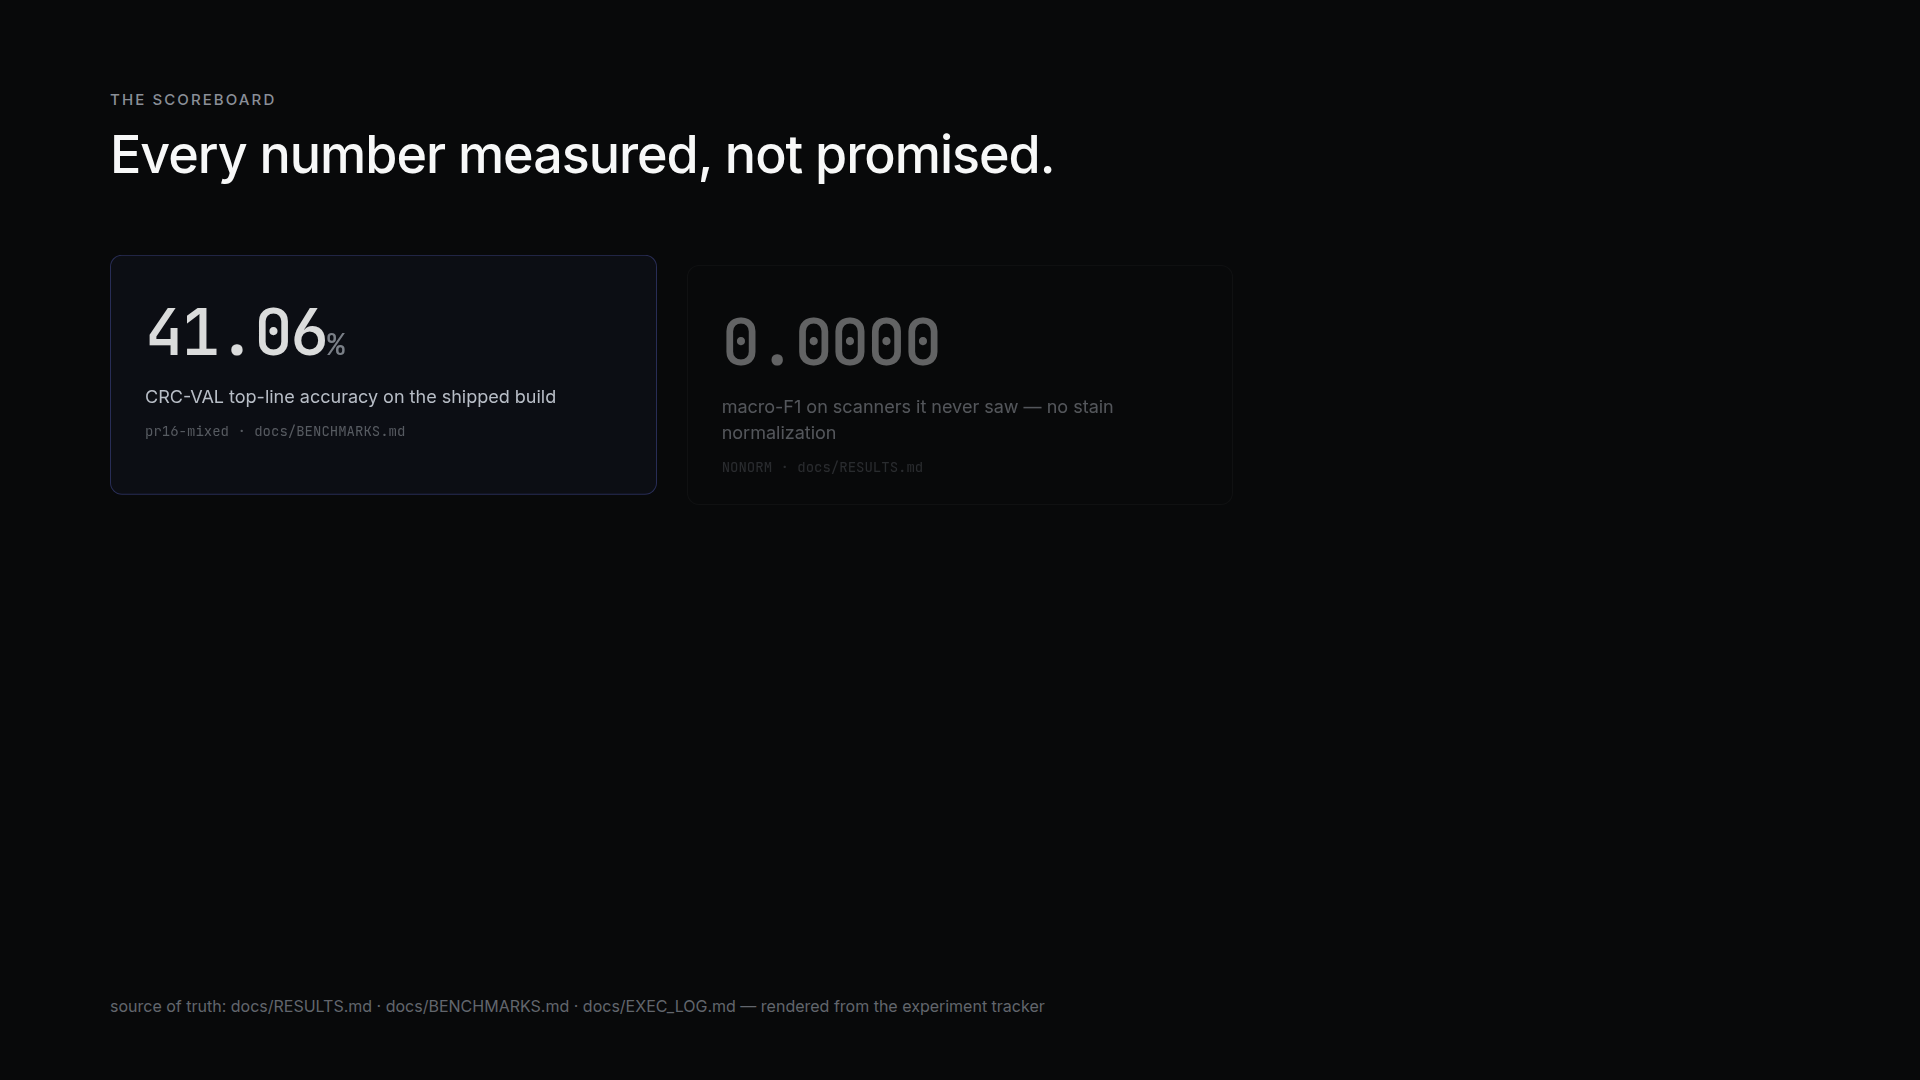 THE SCOREBOARD
Every number measured, not promised.
41.06%
CRC-VAL top-line accuracy on the shipped build
pr16-mixed · docs/BENCHMARKS.md
0.0000
macro-F1 on scanners it never saw — no stain
normalization
NONORM · docs/RESULTS.md
source of truth: docs/RESULTS.md · docs/BENCHMARKS.md · docs/EXEC_LOG.md — rendered from the experiment tracker